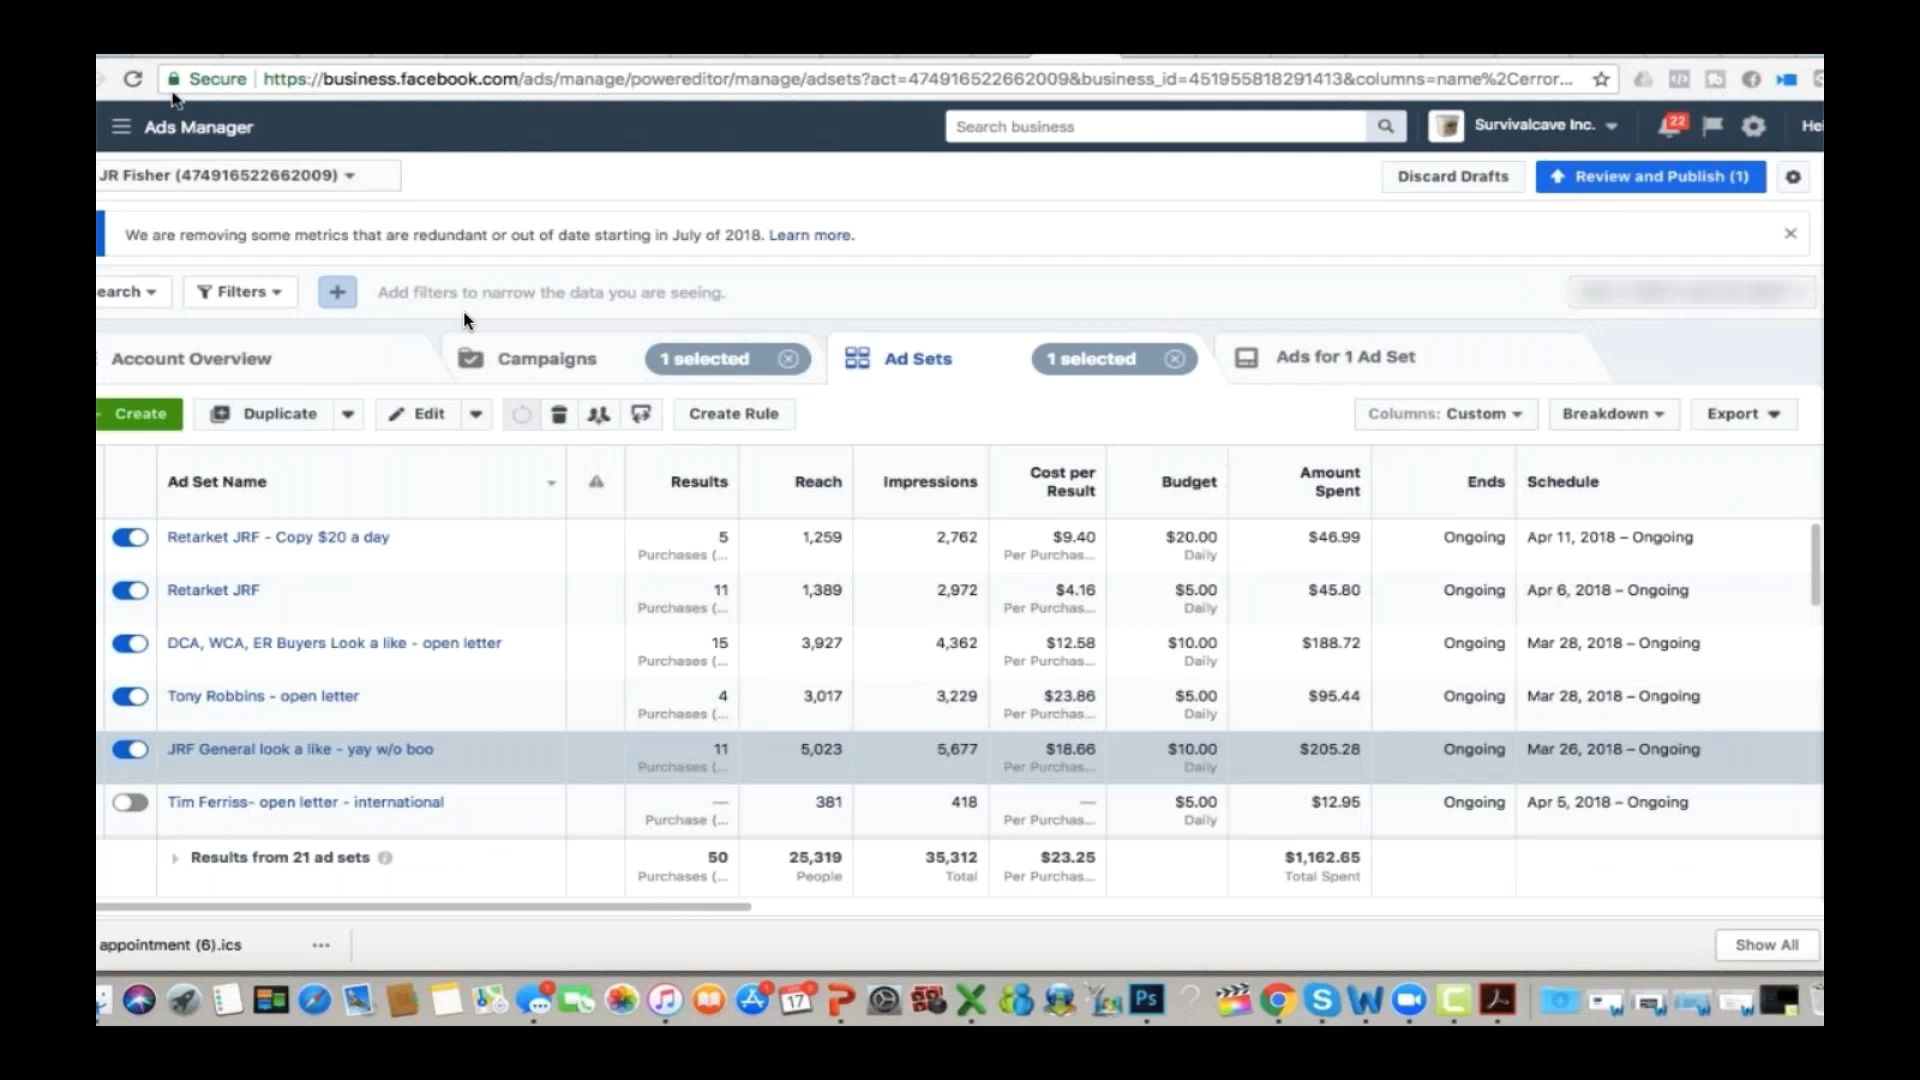 Secure https://business.facebook.com/ads/manage/powereditor/manage/adsets?act=474916522662009&business_id=451955818291413&columns=name%2Cerror...
Ads Manager
Search business
Survivalcave Inc.
22
Hel
JR Fisher (474916522662009)
Discard Drafts
Review and Publish (1)
We are removing some metrics that are redundant or out of date starting in July of 2018. Learn more.
earch
Filters
Add filters to narrow the data you are seeing.
Account Overview
Campaigns 1 selected
Ad Sets 1 selected
Ads for 1 Ad Set
Create Duplicate Edit Create Rule Columns: Custom Breakdown Export
Ad Set Name Results Reach Impressions Cost per Result Budget Amount Spent Ends Schedule
Retarket JRF - Copy $20 a day 5 1,259 2,762 $9.40 $20.00 $46.99 Ongoing Apr 11, 2018 – Ongoing
Purchases (... Per Purchas... Daily
Retarket JRF 11 1,389 2,972 $4.16 $5.00 $45.80 Ongoing Apr 6, 2018 – Ongoing
Purchases (... Per Purchas... Daily
DCA, WCA, ER Buyers Look a like - open letter 15 3,927 4,362 $12.58 $10.00 $188.72 Ongoing Mar 28, 2018 – Ongoing
Purchases (... Per Purchas... Daily
Tony Robbins - open letter 4 3,017 3,229 $23.86 $5.00 $95.44 Ongoing Mar 28, 2018 – Ongoing
Purchases (... Per Purchas... Daily
JRF General look a like - yay w/o boo 11 5,023 5,677 $18.66 $10.00 $205.28 Ongoing Mar 26, 2018 – Ongoing
Purchases (... Per Purchas... Daily
Tim Ferriss- open letter - international — 381 418 — $5.00 $12.95 Ongoing Apr 5, 2018 – Ongoing
Purchase (... Per Purchas... Daily
Results from 21 ad sets 50 25,319 35,312 $23.25 $1,162.65
Purchases (... People Total Per Purchas... Total Spent
appointment (6).ics
Show All
17
Ps